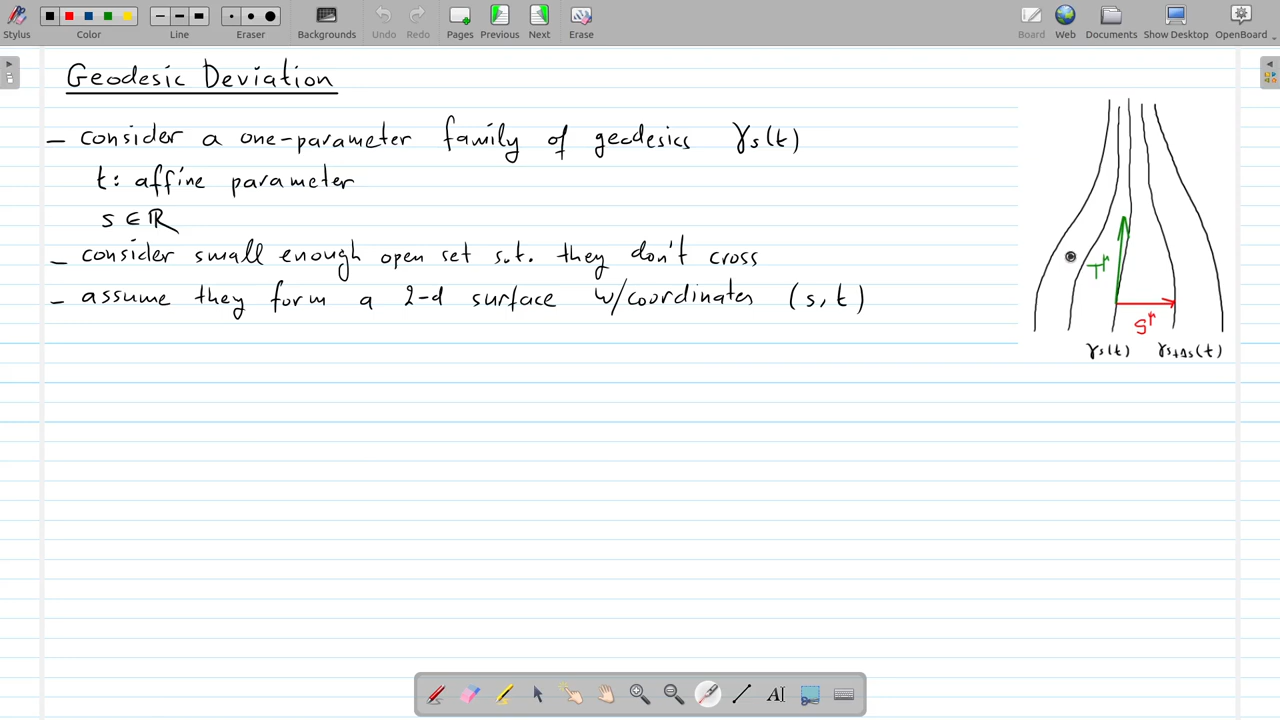 Stylus
Color
Line
Eraser
Backgrounds
Undo
Redo
Pages
Previous
Next
Erase
Board
Web
Documents
Show Desktop
OpenBoard
Geodesic Deviation
– consider a one-parameter family of geodesics γs(t)
t: affine parameter
s ∈ ℝ
– consider small enough open set s.t. they don't cross
– assume they form a 2-d surface w/coordinates (s, t)
T^μ
S^μ
γs(t)
γs+Δs(t)
AI